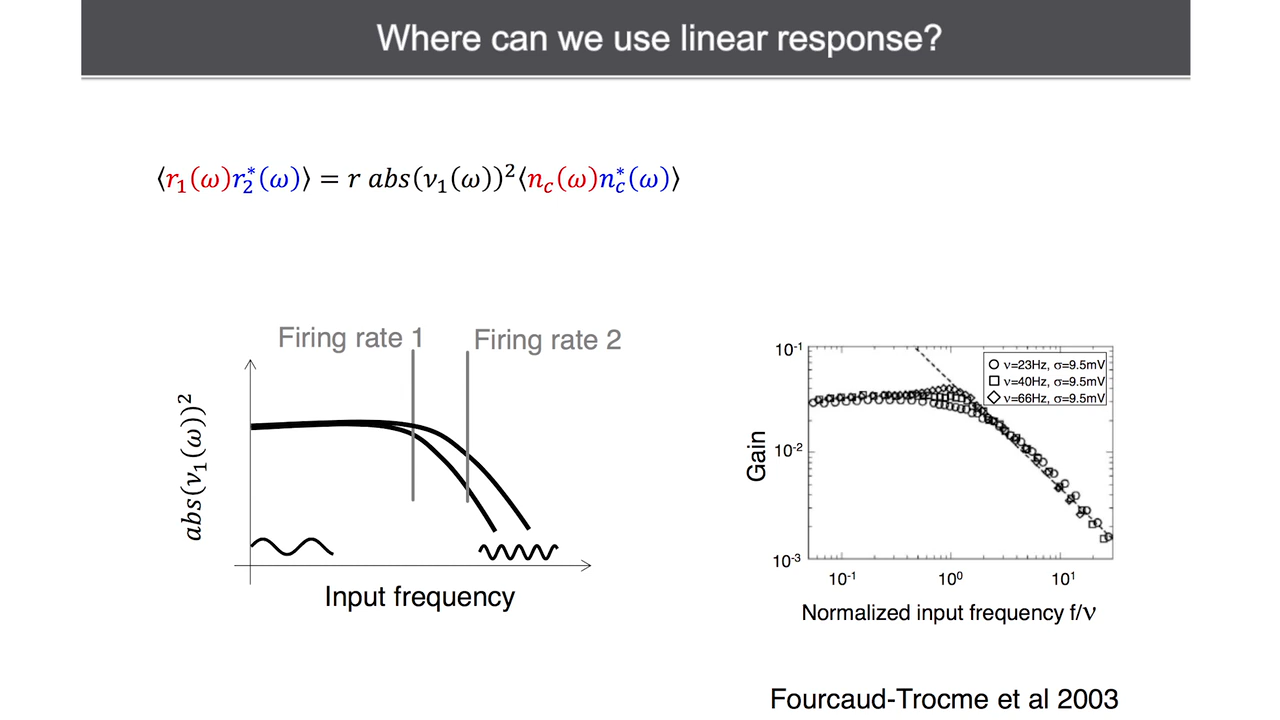 Where can we use linear response?
⟨r₁(ω)r₂*(ω)⟩ = r abs(ν₁(ω))²⟨n_c(ω)n_c*(ω)⟩
Firing rate 1
Firing rate 2
abs(ν₁(ω))²
Input frequency
10⁻¹
10⁻²
10⁻³
Gain
ν=23Hz, σ=9.5mV
ν=40Hz, σ=9.5mV
ν=66Hz, σ=9.5mV
10⁻¹ 10⁰ 10¹
Normalized input frequency f/ν
Fourcaud-Trocme et al 2003